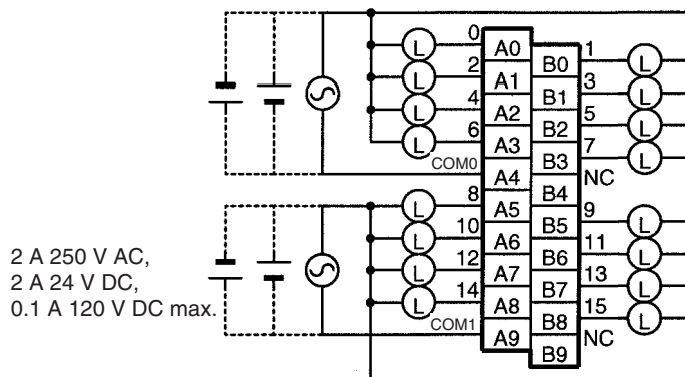 0 L A0 B0 1 L
2 L A1 B1 3 L
4 L A2 B2 5 L
6 L A3 B3 7 L
COM0 A4 B4 NC
8 L A5 B5 9 L
10 L A6 B6 11 L
12 L A7 B7 13 L
14 L A8 B8 15 L
COM1 A9 B9 NC
2 A 250 V AC,
2 A 24 V DC,
0.1 A 120 V DC max.